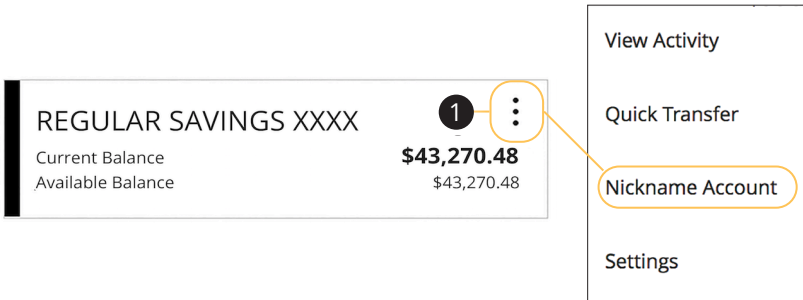 REGULAR SAVINGS XXXX
1
Current Balance
$43,270.48
Available Balance
$43,270.48
View Activity
Quick Transfer
Nickname Account
Settings